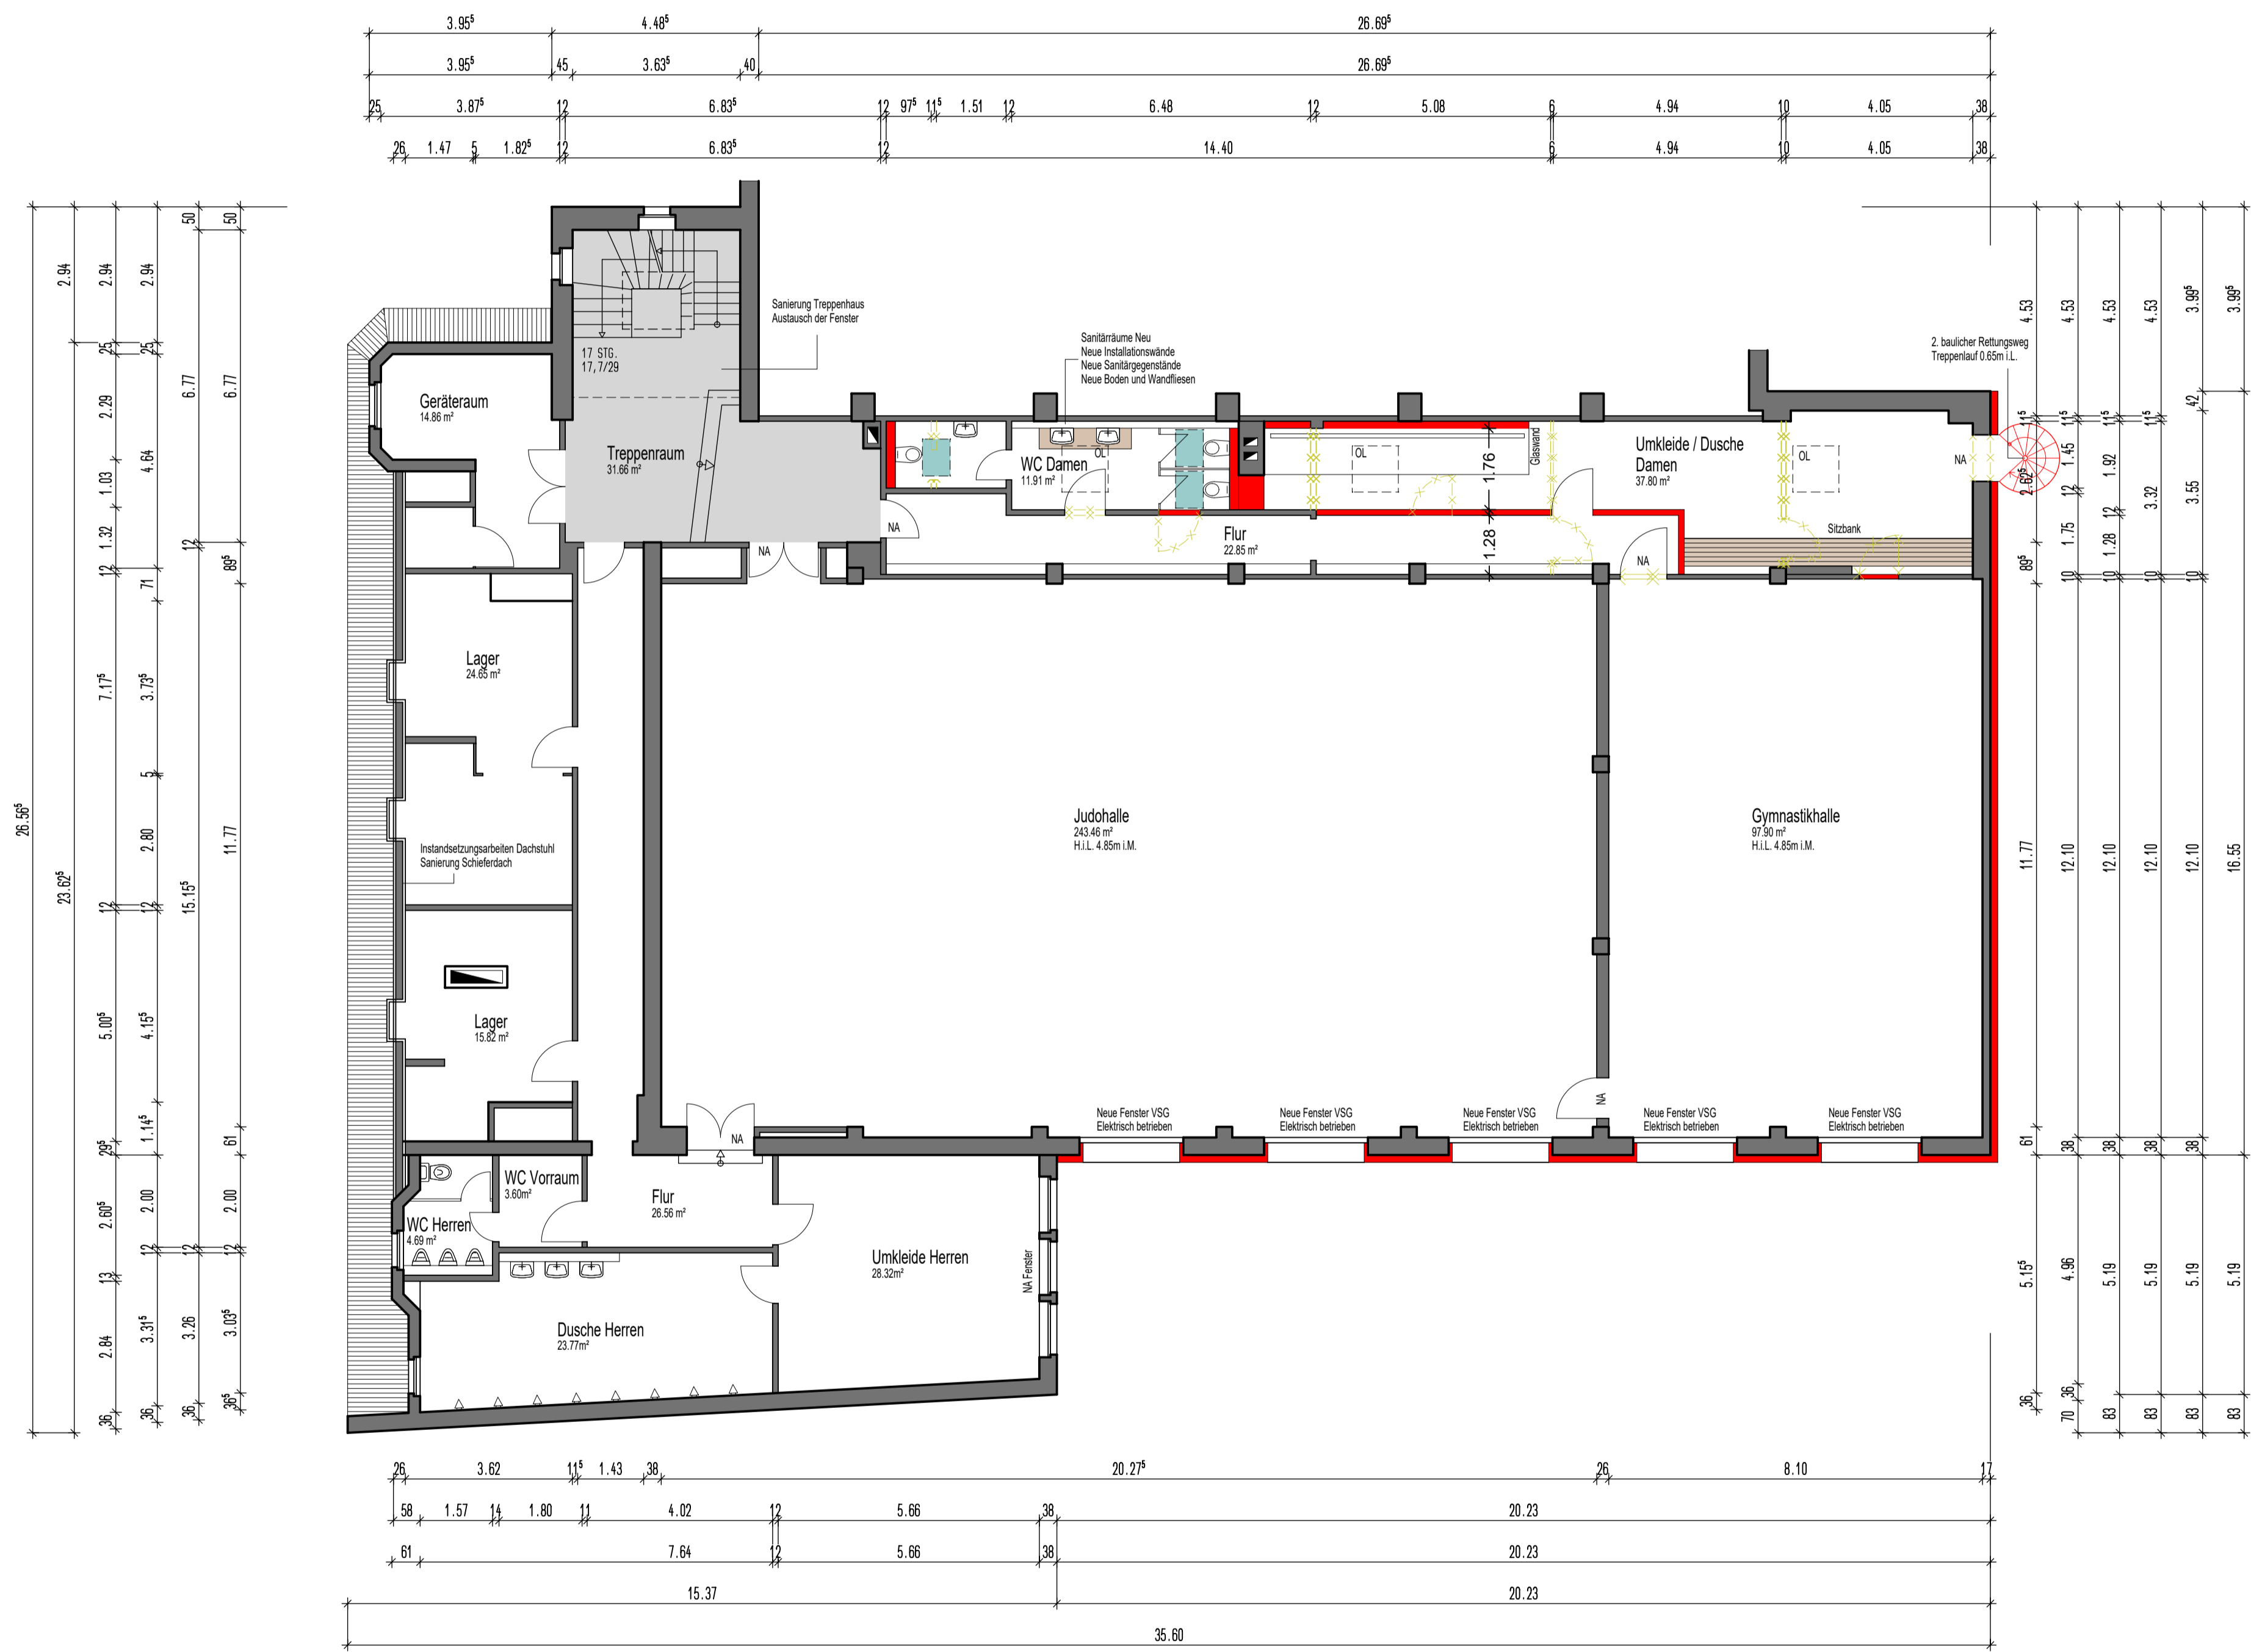 3.95⁵ 4.48⁵ 26.69⁵
3.95⁵ 45 3.63⁵ 40 26.69⁵
25 3.87⁵ 12 6.83⁵ 12 97⁵ 11⁵ 1.51 12 6.48 12 5.08 6 4.94 10 4.05 38
26 1.47 5 1.82⁵ 12 6.83⁵ 12 14.40 6 4.94 10 4.05 38
26.56⁵
2.94 23.62⁵
2.94 25 2.29 1.03 1.32 12 7.17⁵ 12 5.00⁵ 29⁵ 2.60⁵ 13 2.84 36
2.94 25 4.64 71 3.73⁵ 5 2.80 12 4.15⁵ 1.14⁵ 2.00 12 3.31⁵ 36
50 6.77 12 15.15⁵ 12 3.26 36
50 6.77 89⁵ 11.77 61 2.00 12 3.03⁵ 36⁵
Sanierung Treppenhaus
Austausch der Fenster
17 STG.
17,7/29
Sanitärräume Neu
Neue Installationswände
Neue Sanitärgegenstände
Neue Boden und Wandfliesen
2. baulicher Rettungsweg
Treppenlauf 0.65m i.L.
Geräteraum
14.86 m²
Treppenraum
31.66 m²
OL
WC Damen
11.91 m²
OL
1.76
Glaswand
Umkleide / Dusche
Damen
37.80 m²
OL
NA
NA
NA
Flur
22.85 m²
1.28
NA
Sitzbank
Lager
24.65 m²
Judohalle
243.46 m²
H.i.L. 4.85m i.M.
Gymnastikhalle
97.90 m²
H.i.L. 4.85m i.M.
Instandsetzungsarbeiten Dachstuhl
Sanierung Schieferdach
Lager
15.82 m²
NA
NA
Neue Fenster VSG
Elektrisch betrieben
Neue Fenster VSG
Elektrisch betrieben
Neue Fenster VSG
Elektrisch betrieben
Neue Fenster VSG
Elektrisch betrieben
Neue Fenster VSG
Elektrisch betrieben
WC Vorraum
3.60m²
Flur
26.56 m²
WC Herren
4.69 m²
Umkleide Herren
28.32m²
NA Fenster
Dusche Herren
23.77m²
4.53 11⁵ 2.62⁵ 89⁵ 11.77 61 5.15⁵ 36
4.53 11⁵ 1.45 12 1.75 10 12.10 38 4.96 36 70
4.53 11⁵ 1.92 12 1.28 10 12.10 38 5.19 83
4.53 11⁵ 3.32 10 12.10 38 5.19 83
3.99⁵ 42 3.55 10 12.10 38 5.19 83
3.99⁵ 16.55 5.19 83
26 3.62 11⁵ 1.43 38 20.27⁵ 26 8.10 17
58 1.57 14 1.80 11 4.02 12 5.66 38 20.23
61 7.64 12 5.66 38 20.23
15.37 20.23
35.60